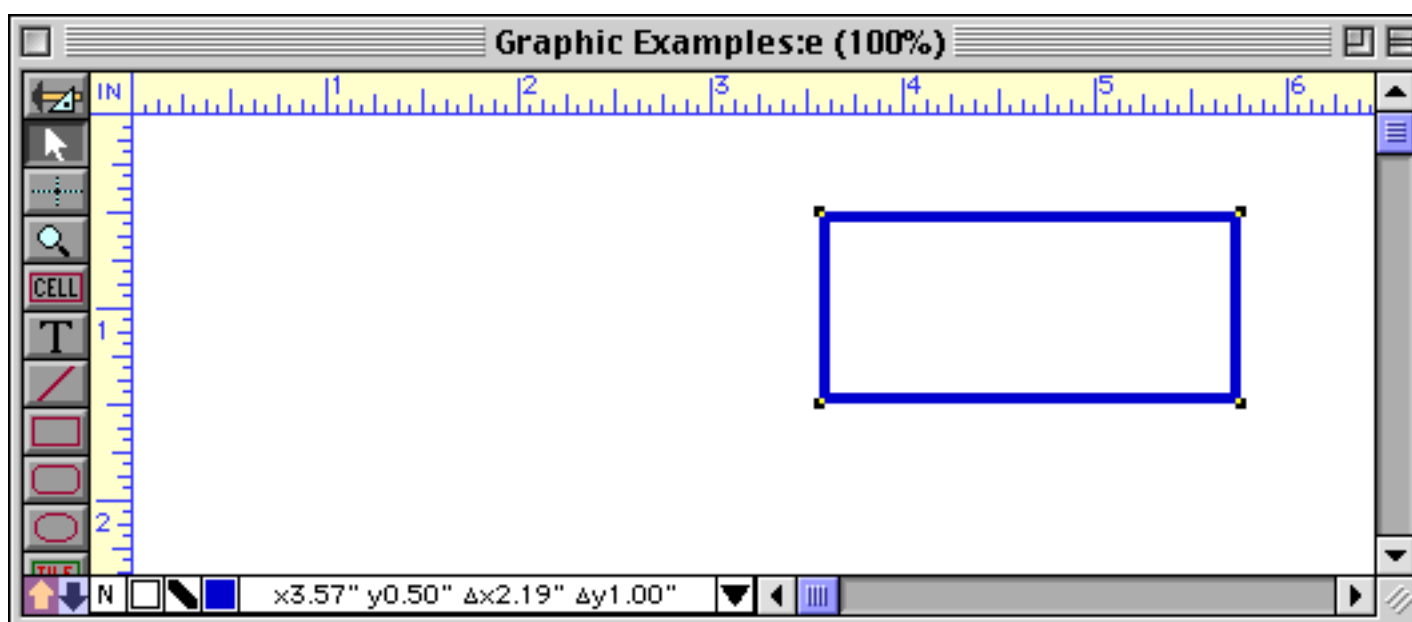 Graphic Examples:e (100%)
IN 1 2 3 4 5 6
CELL
T
1
2
TILE
N x3.57" y0.50" Δx2.19" Δy1.00"